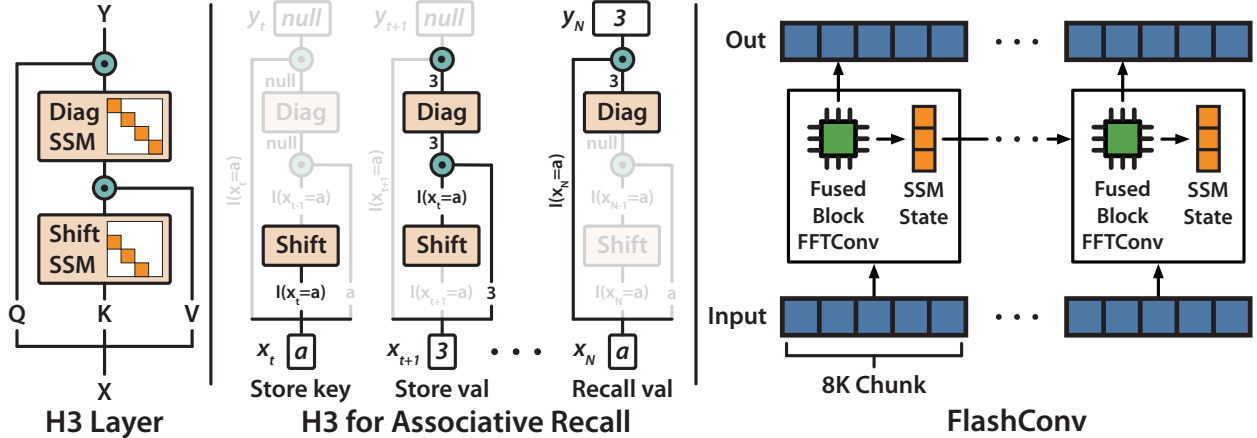 Y
Diag
SSM
Shift
SSM
Q K V
X
H3 Layer
y_t null
null
Diag
null
I(x_t=a)
I(x_{t-1}=a)
Shift
I(x_t=a) a
x_t a
Store key
y_{t+1} null
3
Diag
3
I(x_{t+1}=a)
I(x_t=a)
Shift
I(x_{t+1}=a) 3
x_{t+1} 3
Store val
y_N 3
3
Diag
null
I(x_N=a)
I(x_{N-1}=a)
Shift
I(x_N=a) a
x_N a
Recall val
H3 for Associative Recall
Out
Fused
Block
FFTConv
SSM
State
Fused
Block
FFTConv
SSM
State
Input
8K Chunk
FlashConv